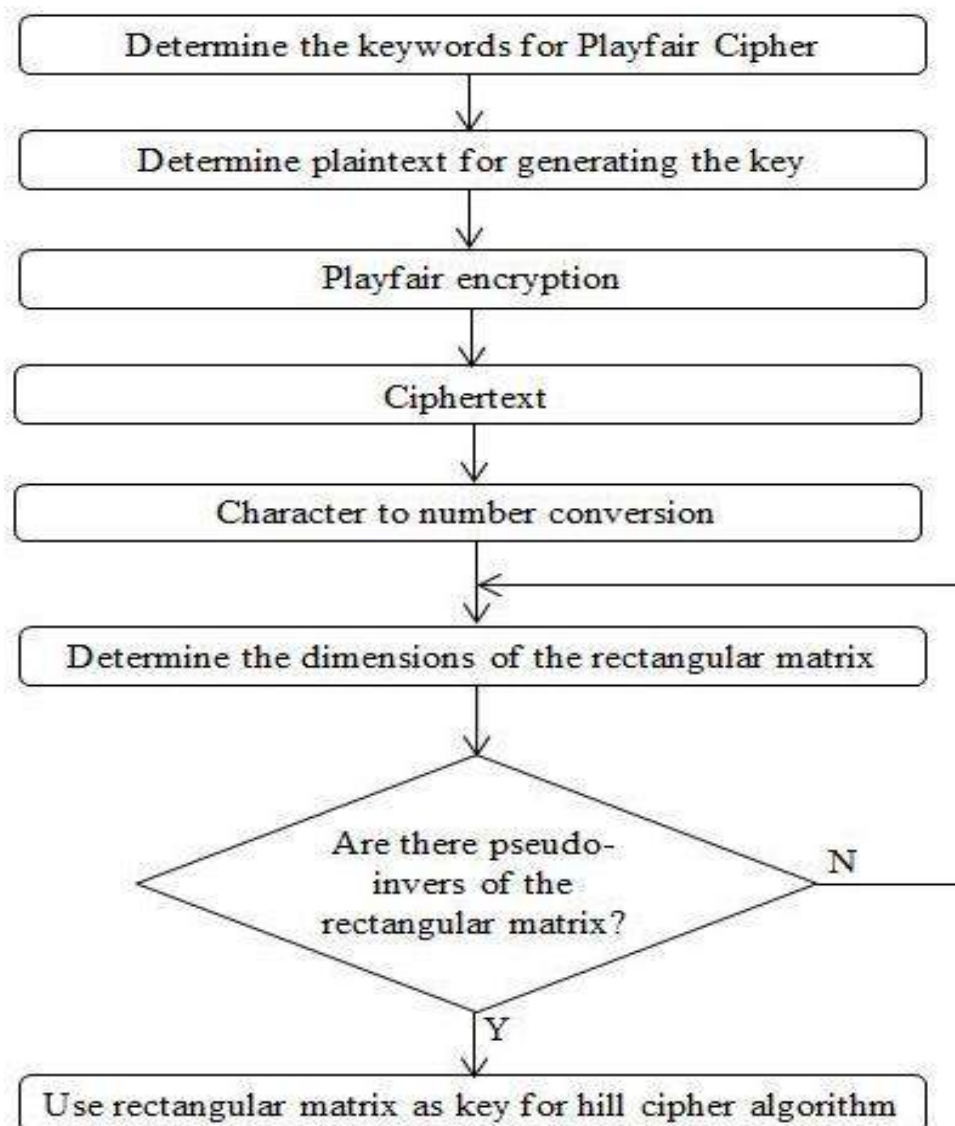 Determine the keywords for Playfair Cipher
Determine plaintext for generating the key
Playfair encryption
Ciphertext
Character to number conversion
Determine the dimensions of the rectangular matrix
Are there pseudo-
invers of the
rectangular matrix?
N
Y
Use rectangular matrix as key for hill cipher algorithm